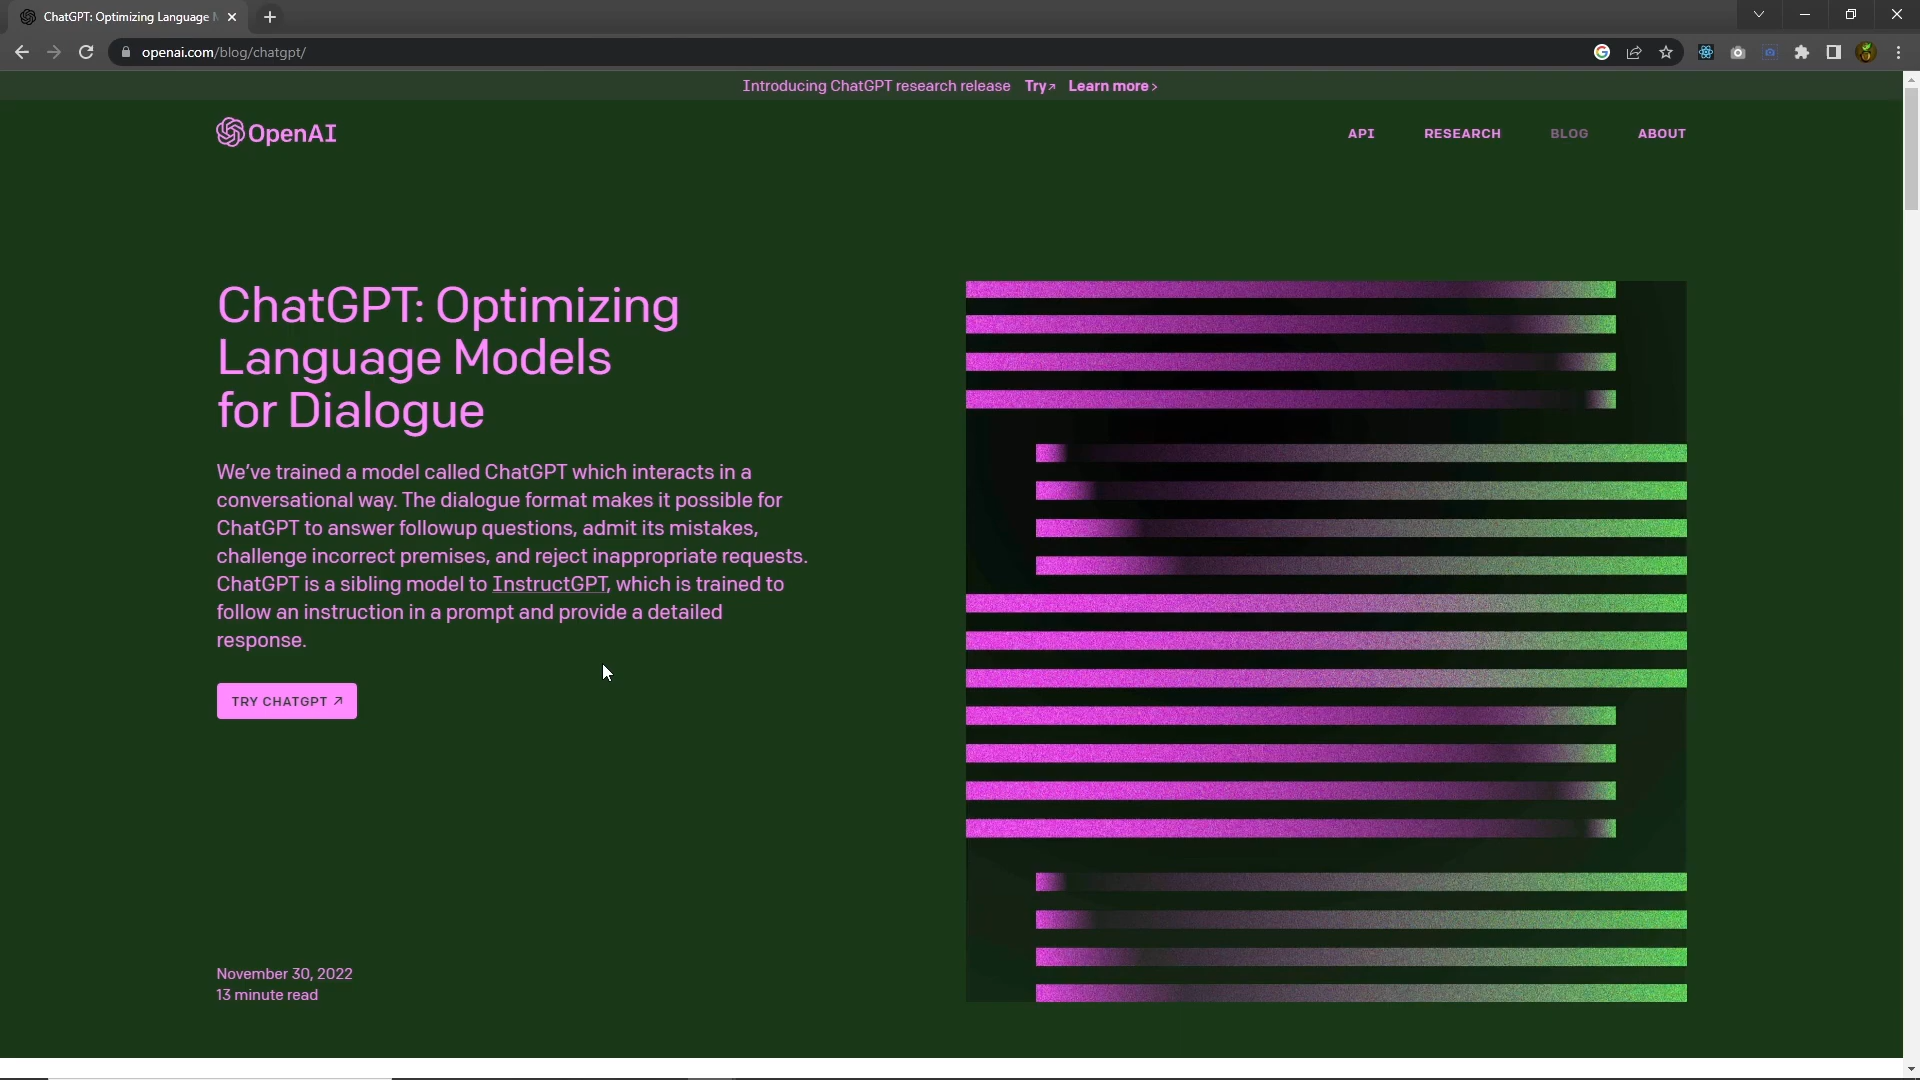 ChatGPT: Optimizing Language M
openai.com/blog/chatgpt/
Introducing ChatGPT research release Try↗ Learn more ›
OpenAI
API RESEARCH BLOG ABOUT
ChatGPT: Optimizing
Language Models
for Dialogue
We’ve trained a model called ChatGPT which interacts in a
conversational way. The dialogue format makes it possible for
ChatGPT to answer followup questions, admit its mistakes,
challenge incorrect premises, and reject inappropriate requests.
ChatGPT is a sibling model to InstructGPT, which is trained to
follow an instruction in a prompt and provide a detailed
response.
TRY CHATGPT ↗
November 30, 2022
13 minute read